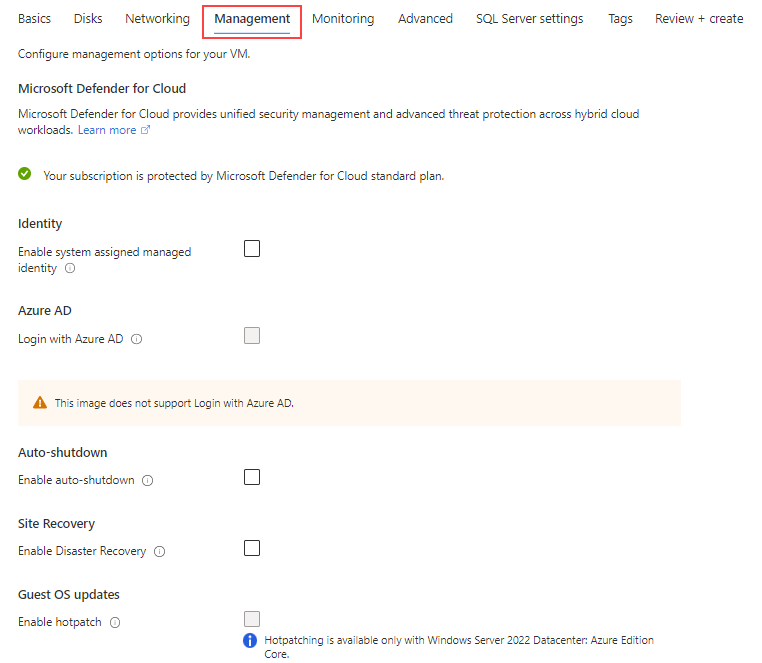 Basics Disks Networking Management Monitoring Advanced SQL Server settings Tags Review + create
Configure management options for your VM.
Microsoft Defender for Cloud
Microsoft Defender for Cloud provides unified security management and advanced threat protection across hybrid cloud
workloads. Learn more
Your subscription is protected by Microsoft Defender for Cloud standard plan.
Identity
Enable system assigned managed
identity
Azure AD
Login with Azure AD
This image does not support Login with Azure AD.
Auto-shutdown
Enable auto-shutdown
Site Recovery
Enable Disaster Recovery
Guest OS updates
Enable hotpatch
Hotpatching is available only with Windows Server 2022 Datacenter: Azure Edition
Core.